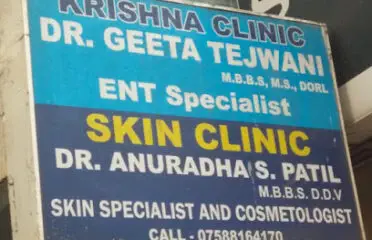 KRISHNA CLINIC
DR. GEETA TEJWANI
M.B.B.S, M.S., DORL
ENT Specialist
SKIN CLINIC
DR. ANURADHA S. PATIL
M.B.B.S. D.D.V
SKIN SPECIALIST AND COSMETOLOGIST
CALL - 07588164170